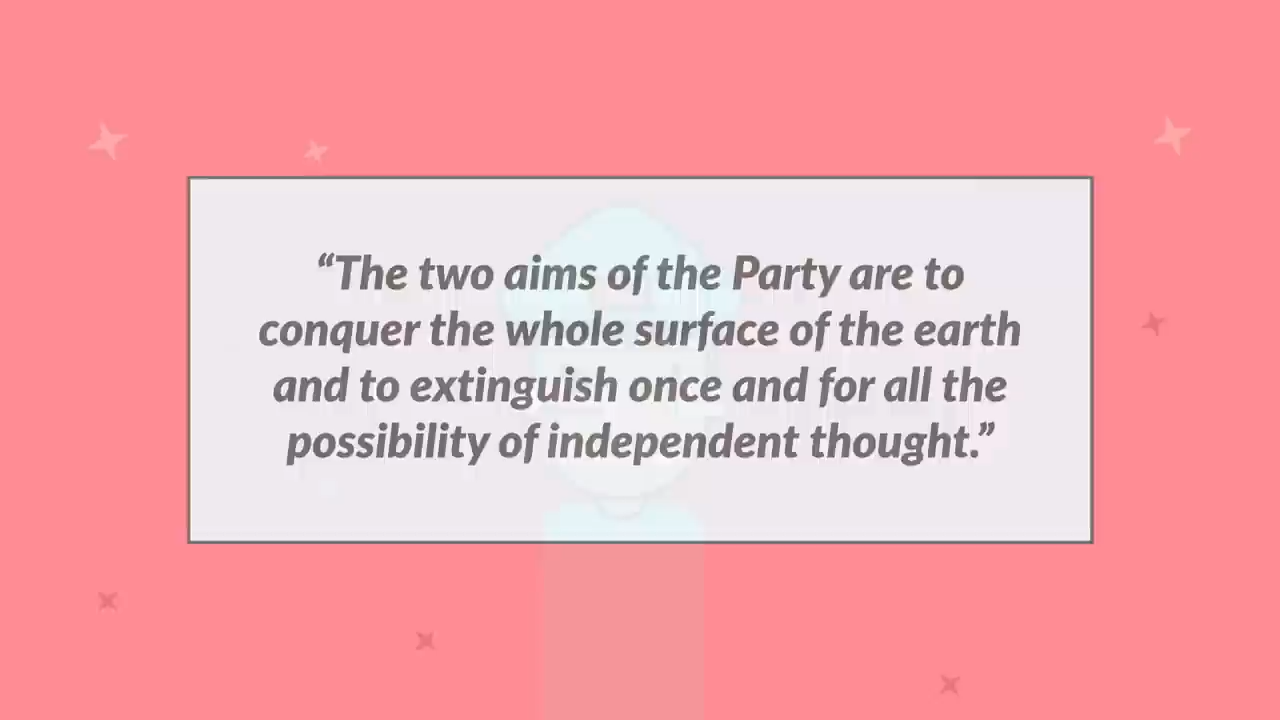 “The two aims of the Party are to
conquer the whole surface of the earth
and to extinguish once and for all the
possibility of independent thought.”